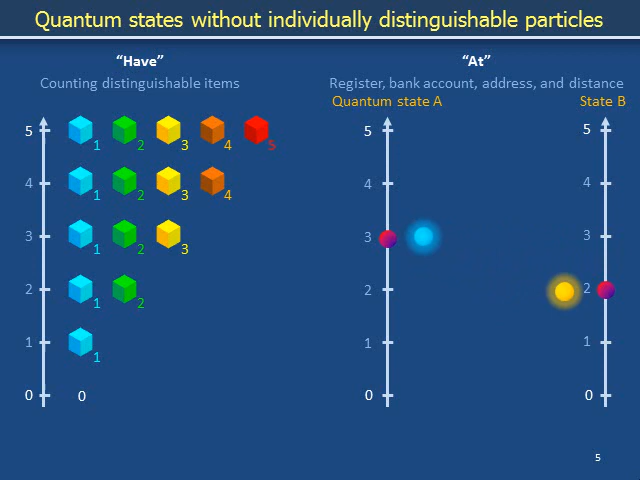 Quantum states without individually distinguishable particles
“Have”
Counting distinguishable items
5 1 2 3 4 5
4 1 2 3 4
3 1 2 3
2 1 2
1 1
0 0
“At”
Register, bank account, address, and distance
Quantum state A State B
5 5
4 4
3 3
2 2
1 1
0 0
5